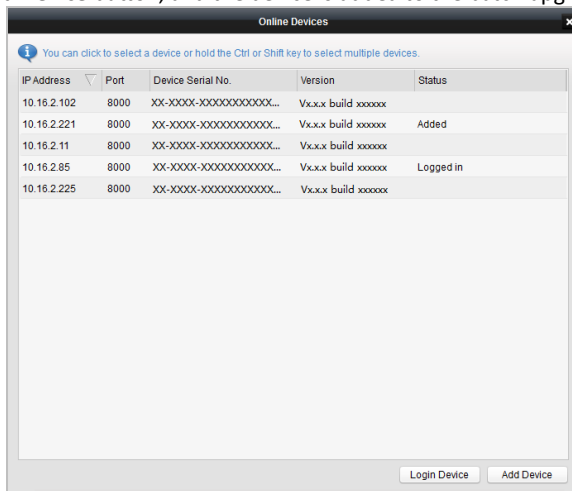 Online Devices
You can click to select a device or hold the Ctrl or Shift key to select multiple devices.
IP Address Port Device Serial No. Version Status
10.16.2.102 8000 XX-XXXX-XXXXXXXXXXX... Vx.x.x build xxxxxx
10.16.2.221 8000 XX-XXXX-XXXXXXXXXXX... Vx.x.x build xxxxxx Added
10.16.2.11 8000 XX-XXXX-XXXXXXXXXXX... Vx.x.x build xxxxxx
10.16.2.85 8000 XX-XXXX-XXXXXXXXXXX... Vx.x.x build xxxxxx Logged in
10.16.2.225 8000 XX-XXXX-XXXXXXXXXXX... Vx.x.x build xxxxxx
Login Device Add Device